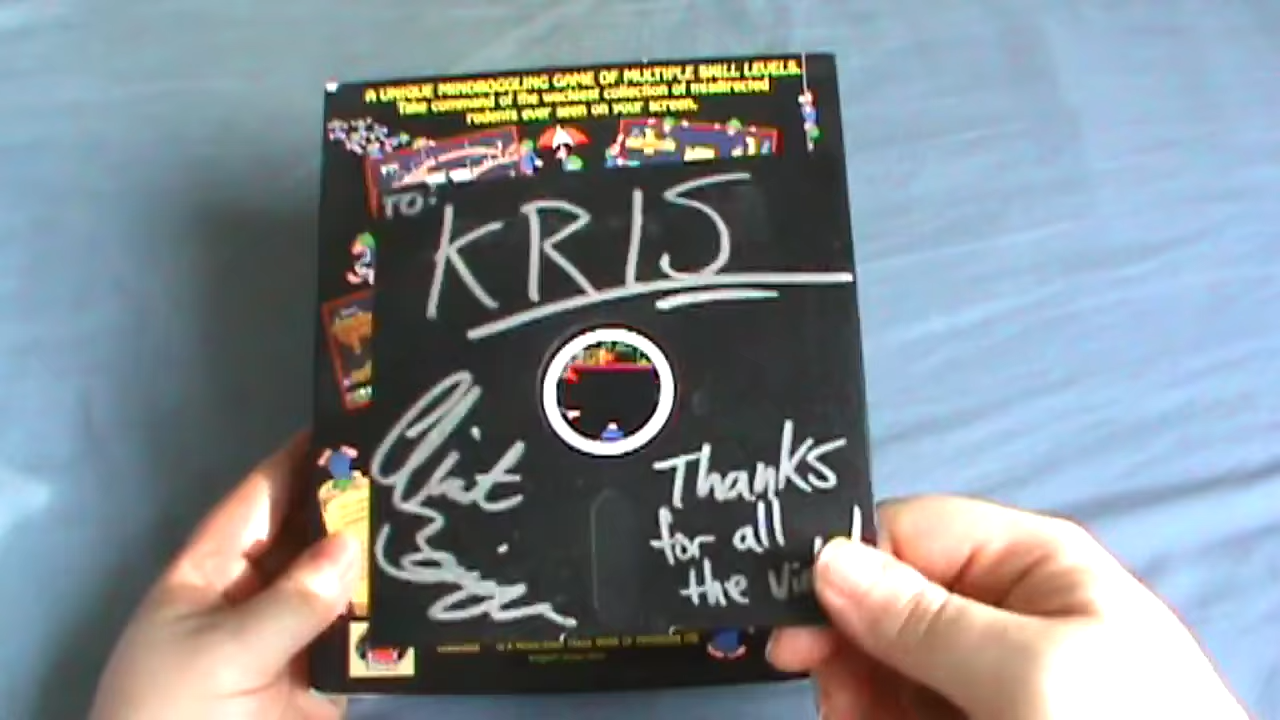 A UNIQUE MINDBOGGLING GAME OF MULTIPLE SKILL LEVELS.
Take command of the wackiest collection of misdirected
rodents ever seen on your screen.
TO:
KRIS
Clint
Thanks
for all
the